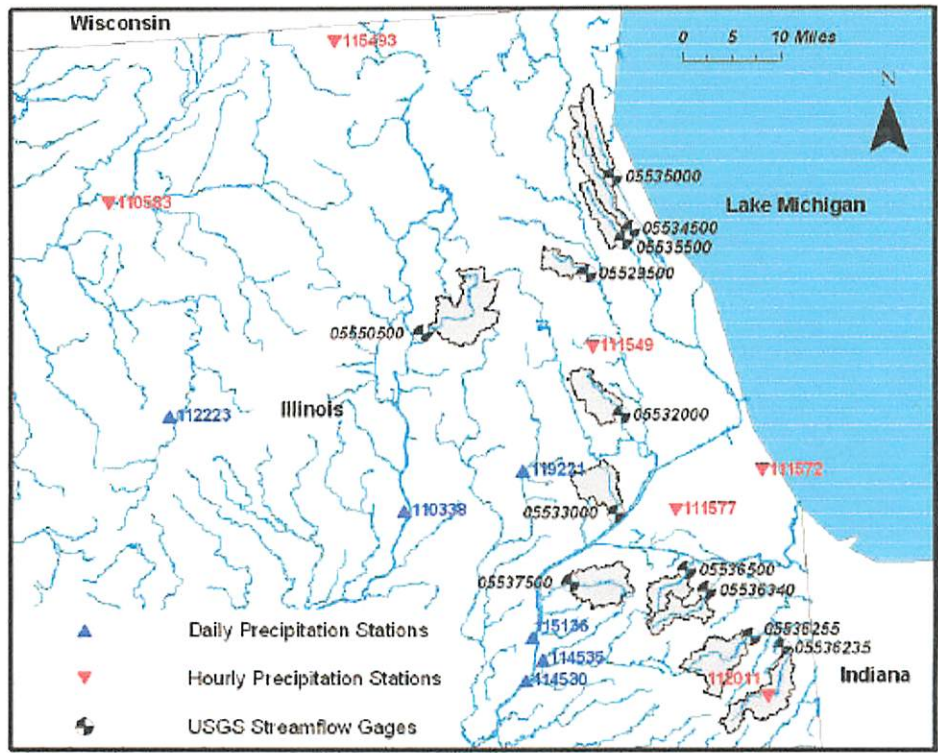 Wisconsin
115493
0 5 10 Miles
N
05535000
110583
Lake Michigan
05534500
05535500
05529500
05550500
111549
Illinois
112223
05532000
119221
111572
110338
111577
05533000
05536500
05537500
05536340
Daily Precipitation Stations
115136
05536255
05536235
114535
Hourly Precipitation Stations
114530
112011
Indiana
USGS Streamflow Gages